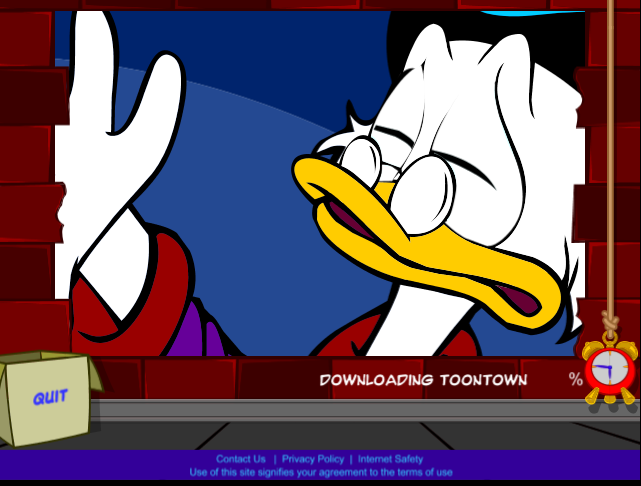 QUIT
DOWNLOADING TOONTOWN %
Contact Us | Privacy Policy | Internet Safety
Use of this site signifies your agreement to the terms of use